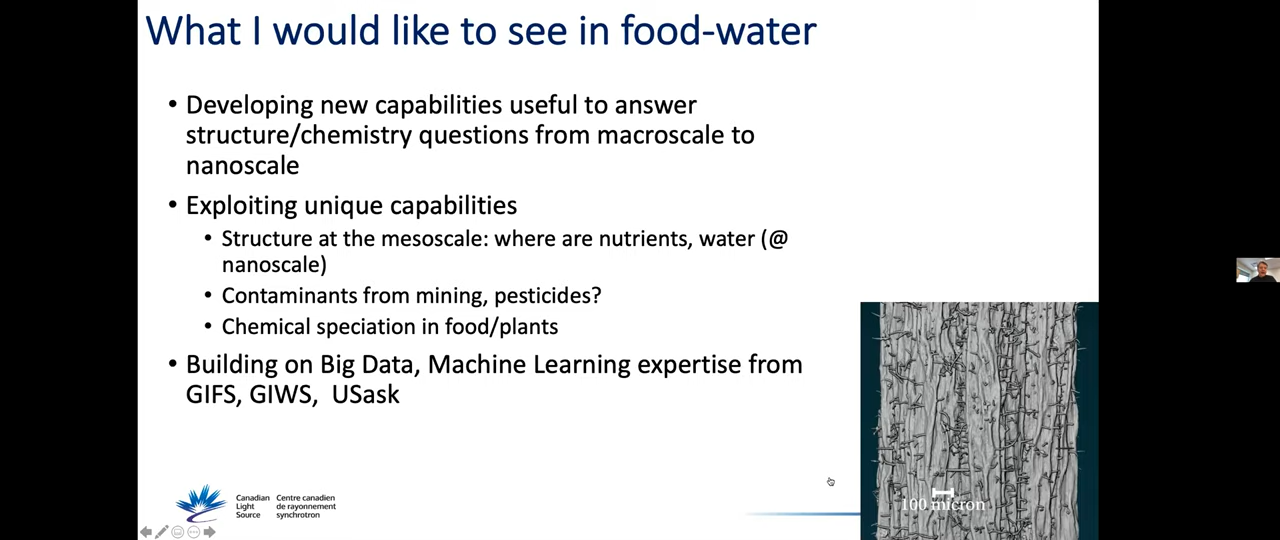 What I would like to see in food-water
• Developing new capabilities useful to answer
structure/chemistry questions from macroscale to
nanoscale
• Exploiting unique capabilities
• Structure at the mesoscale: where are nutrients, water (@
nanoscale)
• Contaminants from mining, pesticides?
• Chemical speciation in food/plants
• Building on Big Data, Machine Learning expertise from
GIFS, GIWS, USask
100 micron
Canadian
Light
Source
Centre canadien
de rayonnement
synchrotron